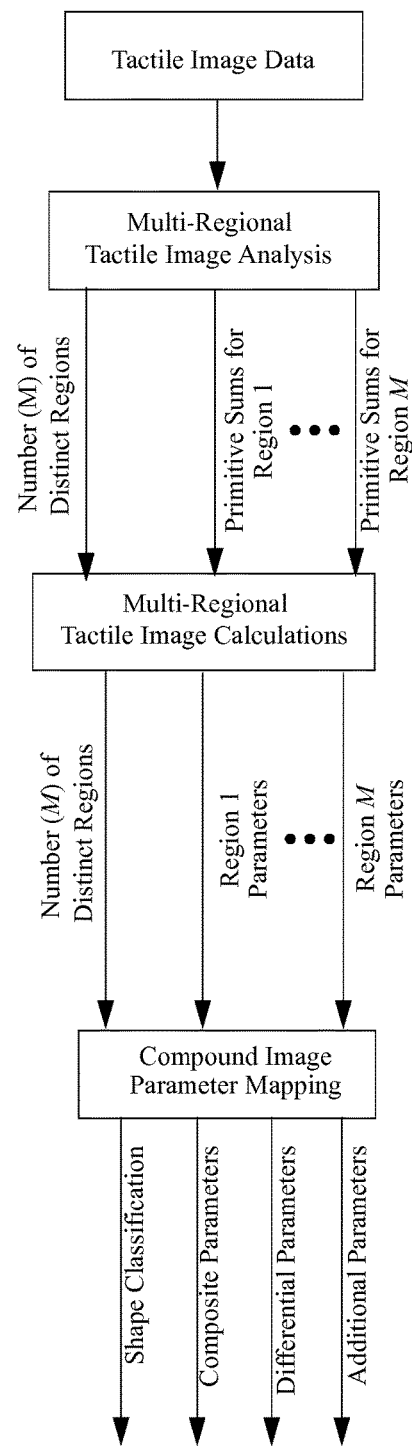 Tactile Image Data
Multi-Regional
Tactile Image Analysis
Number (M) of
Distinct Regions
Primitive Sums for
Region 1
Primitive Sums for
Region M
Multi-Regional
Tactile Image Calculations
Number (M) of
Distinct Regions
Region 1
Parameters
Region M
Parameters
Compound Image
Parameter Mapping
Shape Classification
Composite Parameters
Differential Parameters
Additional Parameters